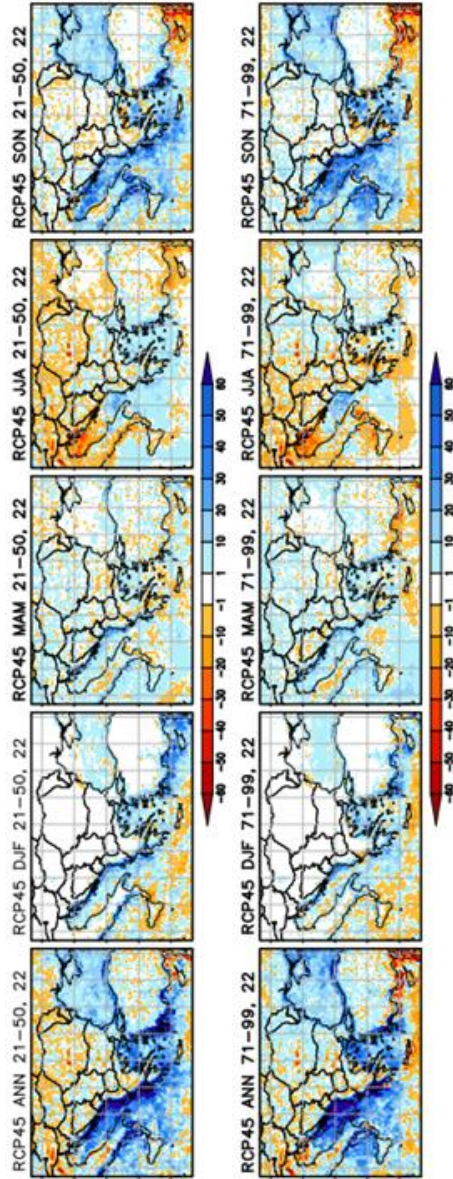 RCP45 ANN 21-50, 22
RCP45 DJF 21-50, 22
RCP45 MAM 21-50, 22
RCP45 JJA 21-50, 22
RCP45 SON 21-50, 22
-60 -50 -40 -30 -20 -10 -1 1 10 20 30 40 50 60
RCP45 ANN 71-99, 22
RCP45 DJF 71-99, 22
RCP45 MAM 71-99, 22
RCP45 JJA 71-99, 22
RCP45 SON 71-99, 22
-60 -50 -40 -30 -20 -10 -1 1 10 20 30 40 50 60